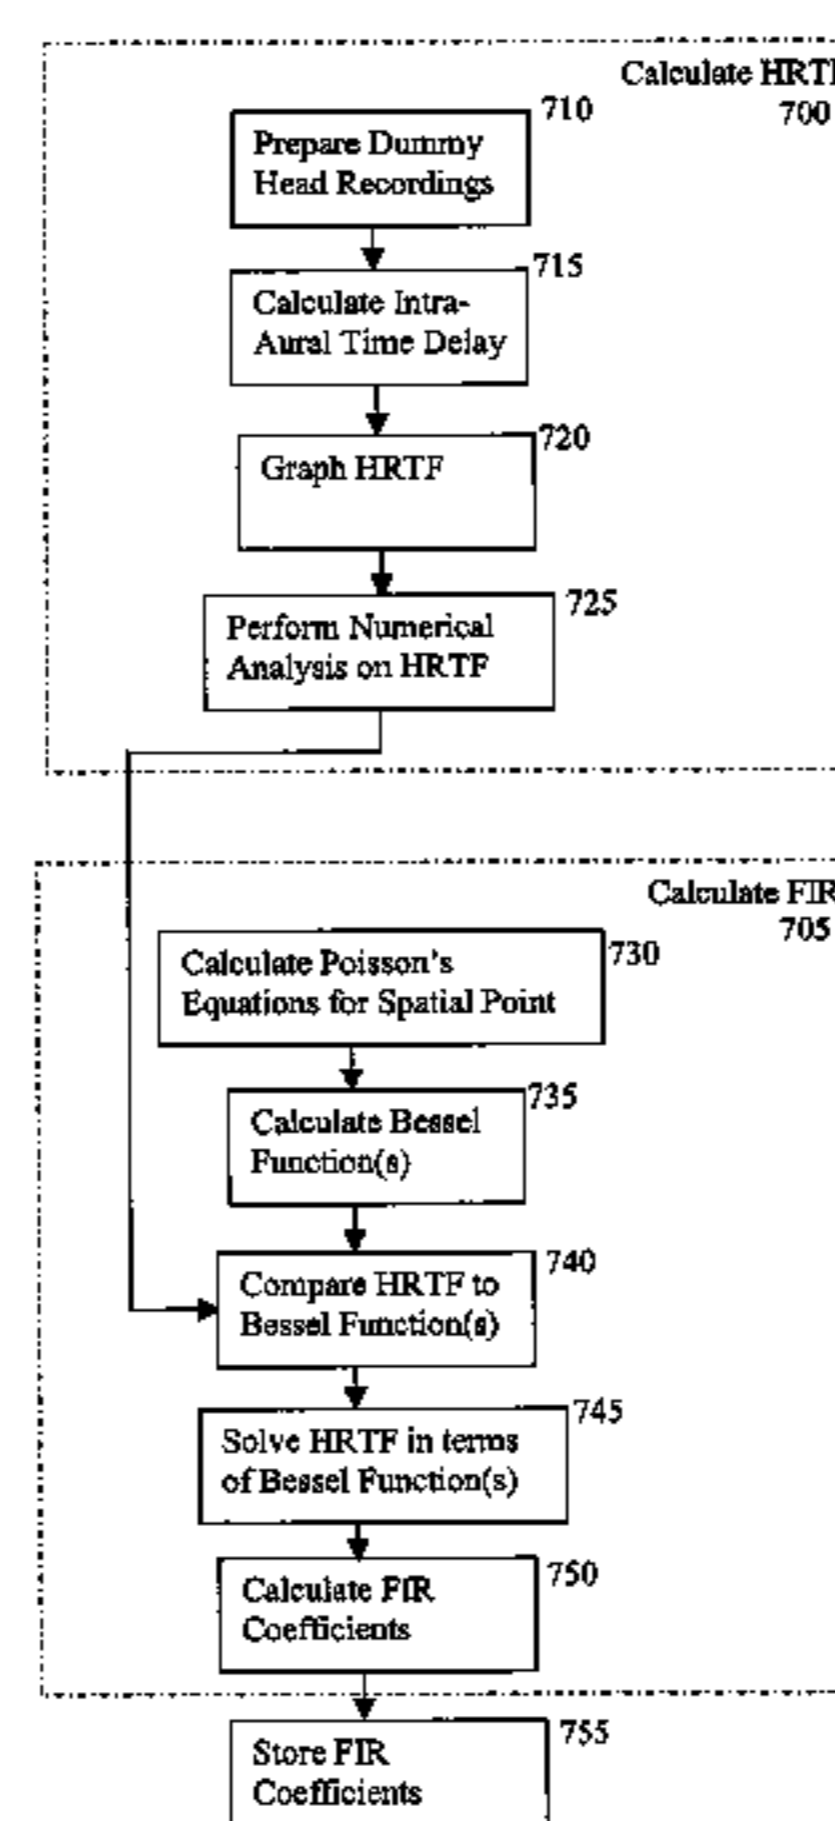 Calculate HRTF
700
710
Prepare Dummy
Head Recordings
715
Calculate Intra-
Aural Time Delay
720
Graph HRTF
725
Perform Numerical
Analysis on HRTF
Calculate FIR
705
730
Calculate Poisson's
Equations for Spatial Point
735
Calculate Bessel
Function(s)
740
Compare HRTF to
Bessel Function(s)
745
Solve HRTF in terms
of Bessel Function(s)
750
Calculate FIR
Coefficients
755
Store FIR
Coefficients